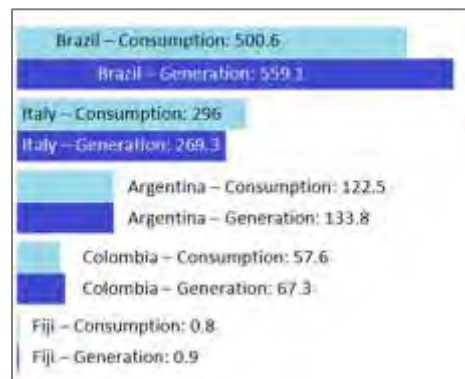 Brazil – Consumption: 500.6
Brazil – Generation: 559.1
Italy – Consumption: 296
Italy – Generation: 269.3
Argentina – Consumption: 122.5
Argentina – Generation: 133.8
Colombia – Consumption: 57.6
Colombia – Generation: 67.3
Fiji – Consumption: 0.8
Fiji – Generation: 0.9